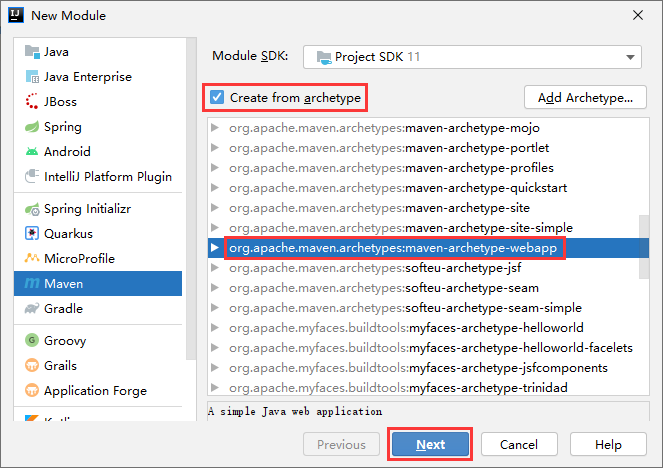 New Module
Java
Java Enterprise
JBoss
Spring
Android
IntelliJ Platform Plugin
Spring Initializr
Quarkus
MicroProfile
Maven
Gradle
Groovy
Grails
Application Forge
Module SDK:
Project SDK 11
Create from archetype
Add Archetype...
org.apache.maven.archetypes:maven-archetype-mojo
org.apache.maven.archetypes:maven-archetype-portlet
org.apache.maven.archetypes:maven-archetype-profiles
org.apache.maven.archetypes:maven-archetype-quickstart
org.apache.maven.archetypes:maven-archetype-site
org.apache.maven.archetypes:maven-archetype-site-simple
org.apache.maven.archetypes:maven-archetype-webapp
org.apache.maven.archetypes:softeu-archetype-jsf
org.apache.maven.archetypes:softeu-archetype-seam
org.apache.maven.archetypes:softeu-archetype-seam-simple
org.apache.myfaces.buildtools:myfaces-archetype-helloworld
org.apache.myfaces.buildtools:myfaces-archetype-helloworld-facelets
org.apache.myfaces.buildtools:myfaces-archetype-jsfcomponents
org.apache.myfaces.buildtools:myfaces-archetype-trinidad
A simple Java web application
Previous
Next
Cancel
Help